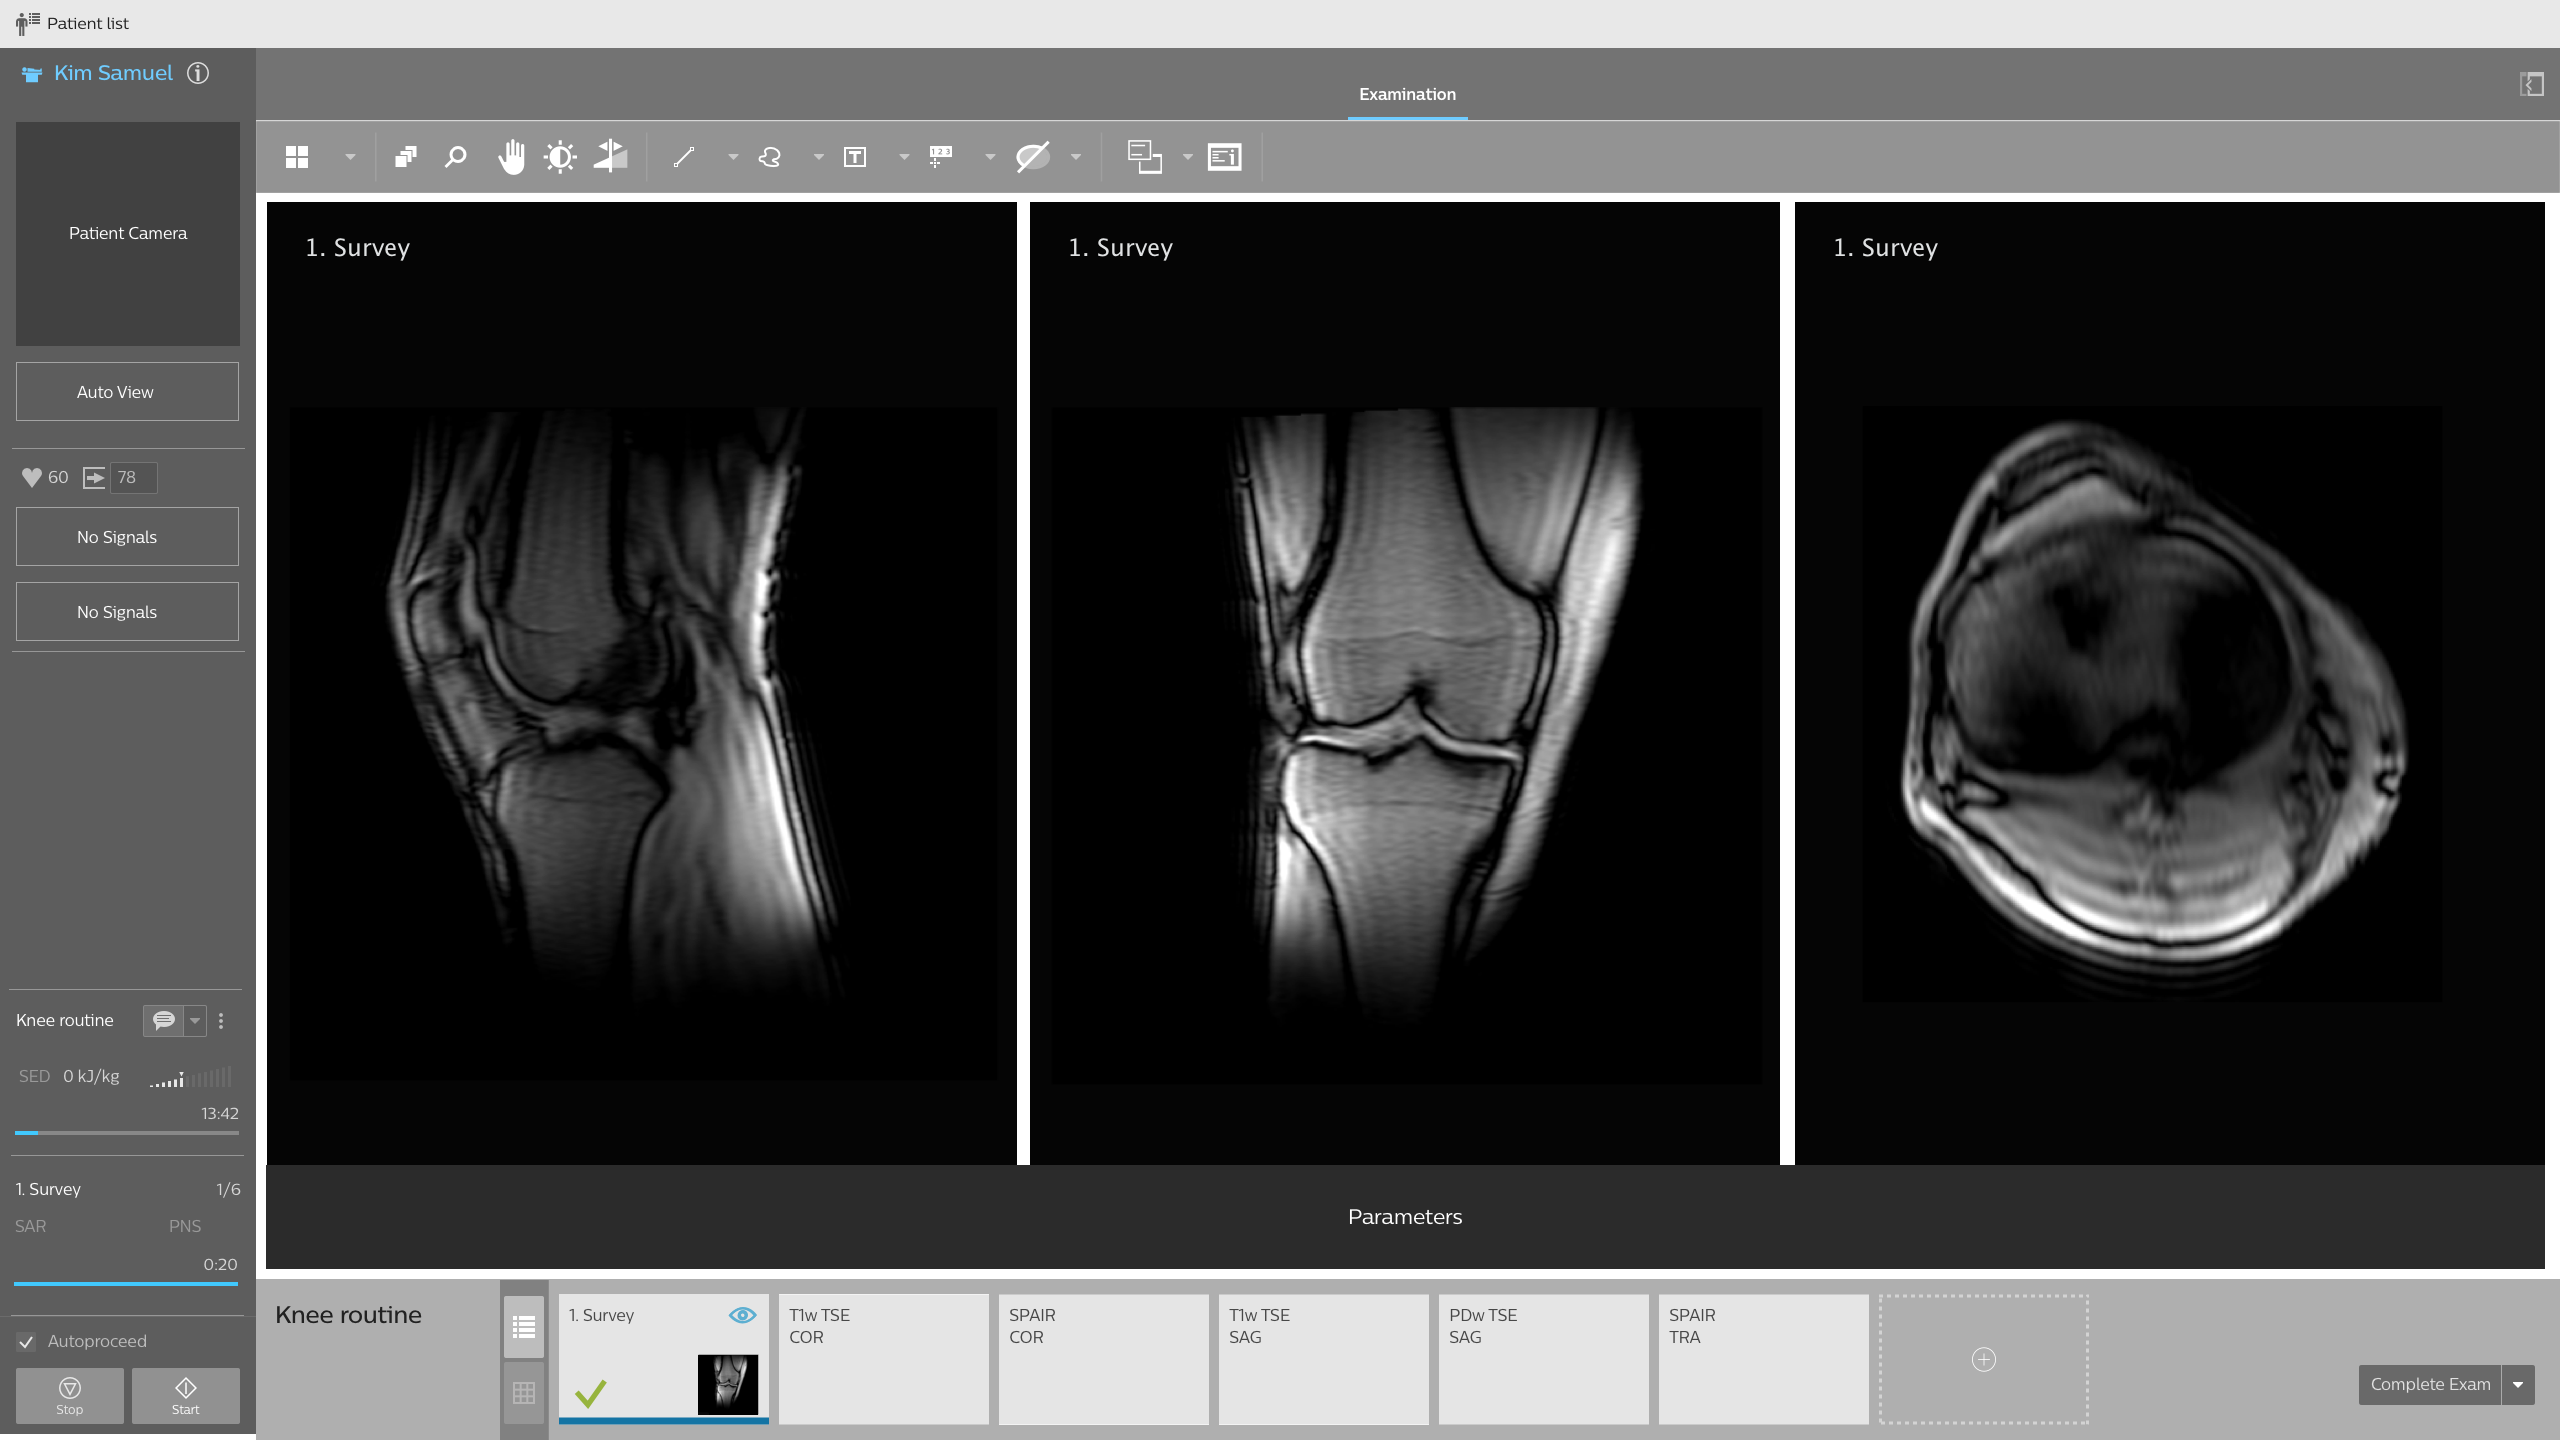 Patient list
Kim Samuel
Examination
Patient Camera
Auto View
60
78
No Signals
No Signals
Knee routine
SED 0 kJ/kg
13:42
1. Survey 1/6
SAR PNS
0:20
Autoproceed
Stop
Start
T
1 2 3
1. Survey
1. Survey
1. Survey
Parameters
Knee routine
1. Survey
T1w TSE
COR
SPAIR
COR
T1w TSE
SAG
PDw TSE
SAG
SPAIR
TRA
Complete Exam